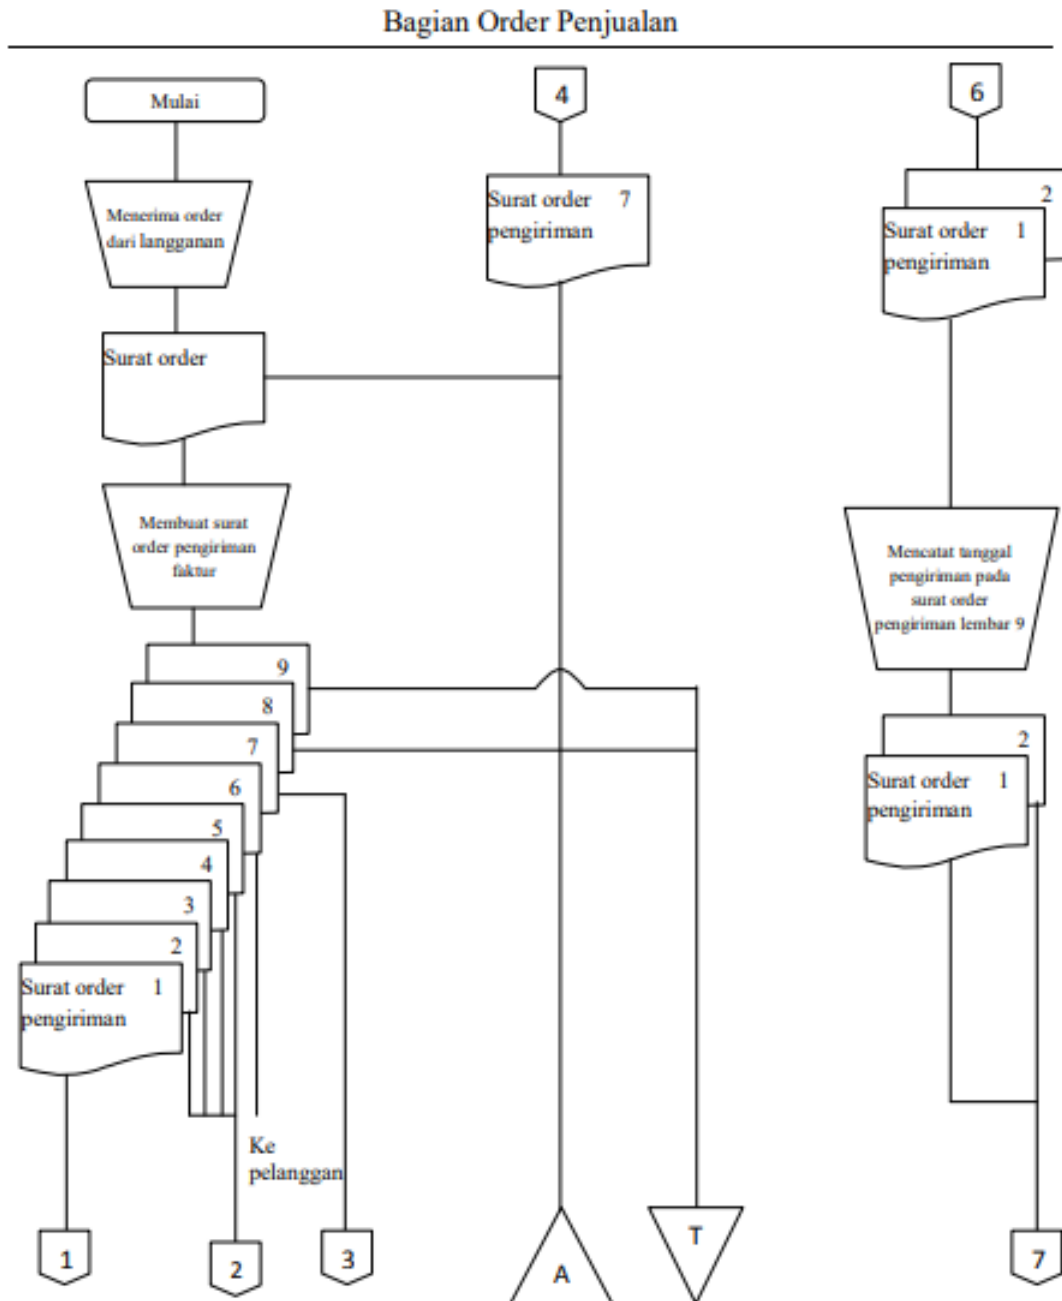 Bagian Order Penjualan
Mulai
Menerima order
dari langganan
Surat order
Membuat surat
order pengiriman
faktur
9
8
7
6
5
4
3
2
Surat order 1
pengiriman
Ke
pelanggan
1
2
3
4
Surat order 7
pengiriman
A
T
6
2
Surat order 1
pengiriman
Mencatat tanggal
pengiriman pada
surat order
pengiriman lembar 9
2
Surat order 1
pengiriman
7